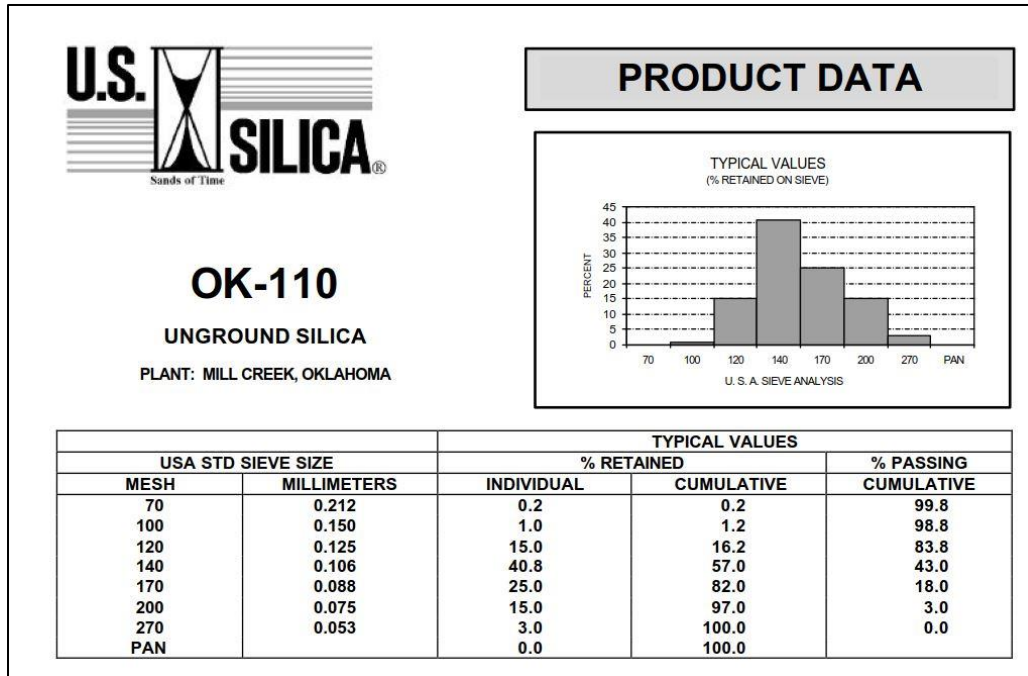 U.S.
SILICA®
Sands of Time
PRODUCT DATA
OK-110
UNGROUND SILICA
PLANT: MILL CREEK, OKLAHOMA
TYPICAL VALUES
(% RETAINED ON SIEVE)
PERCENT
45
40
35
30
25
20
15
10
5
0
70 100 120 140 170 200 270 PAN
U. S. A. SIEVE ANALYSIS
TYPICAL VALUES
USA STD SIEVE SIZE % RETAINED % PASSING
MESH MILLIMETERS INDIVIDUAL CUMULATIVE CUMULATIVE
70 0.212 0.2 0.2 99.8
100 0.150 1.0 1.2 98.8
120 0.125 15.0 16.2 83.8
140 0.106 40.8 57.0 43.0
170 0.088 25.0 82.0 18.0
200 0.075 15.0 97.0 3.0
270 0.053 3.0 100.0 0.0
PAN 0.0 100.0